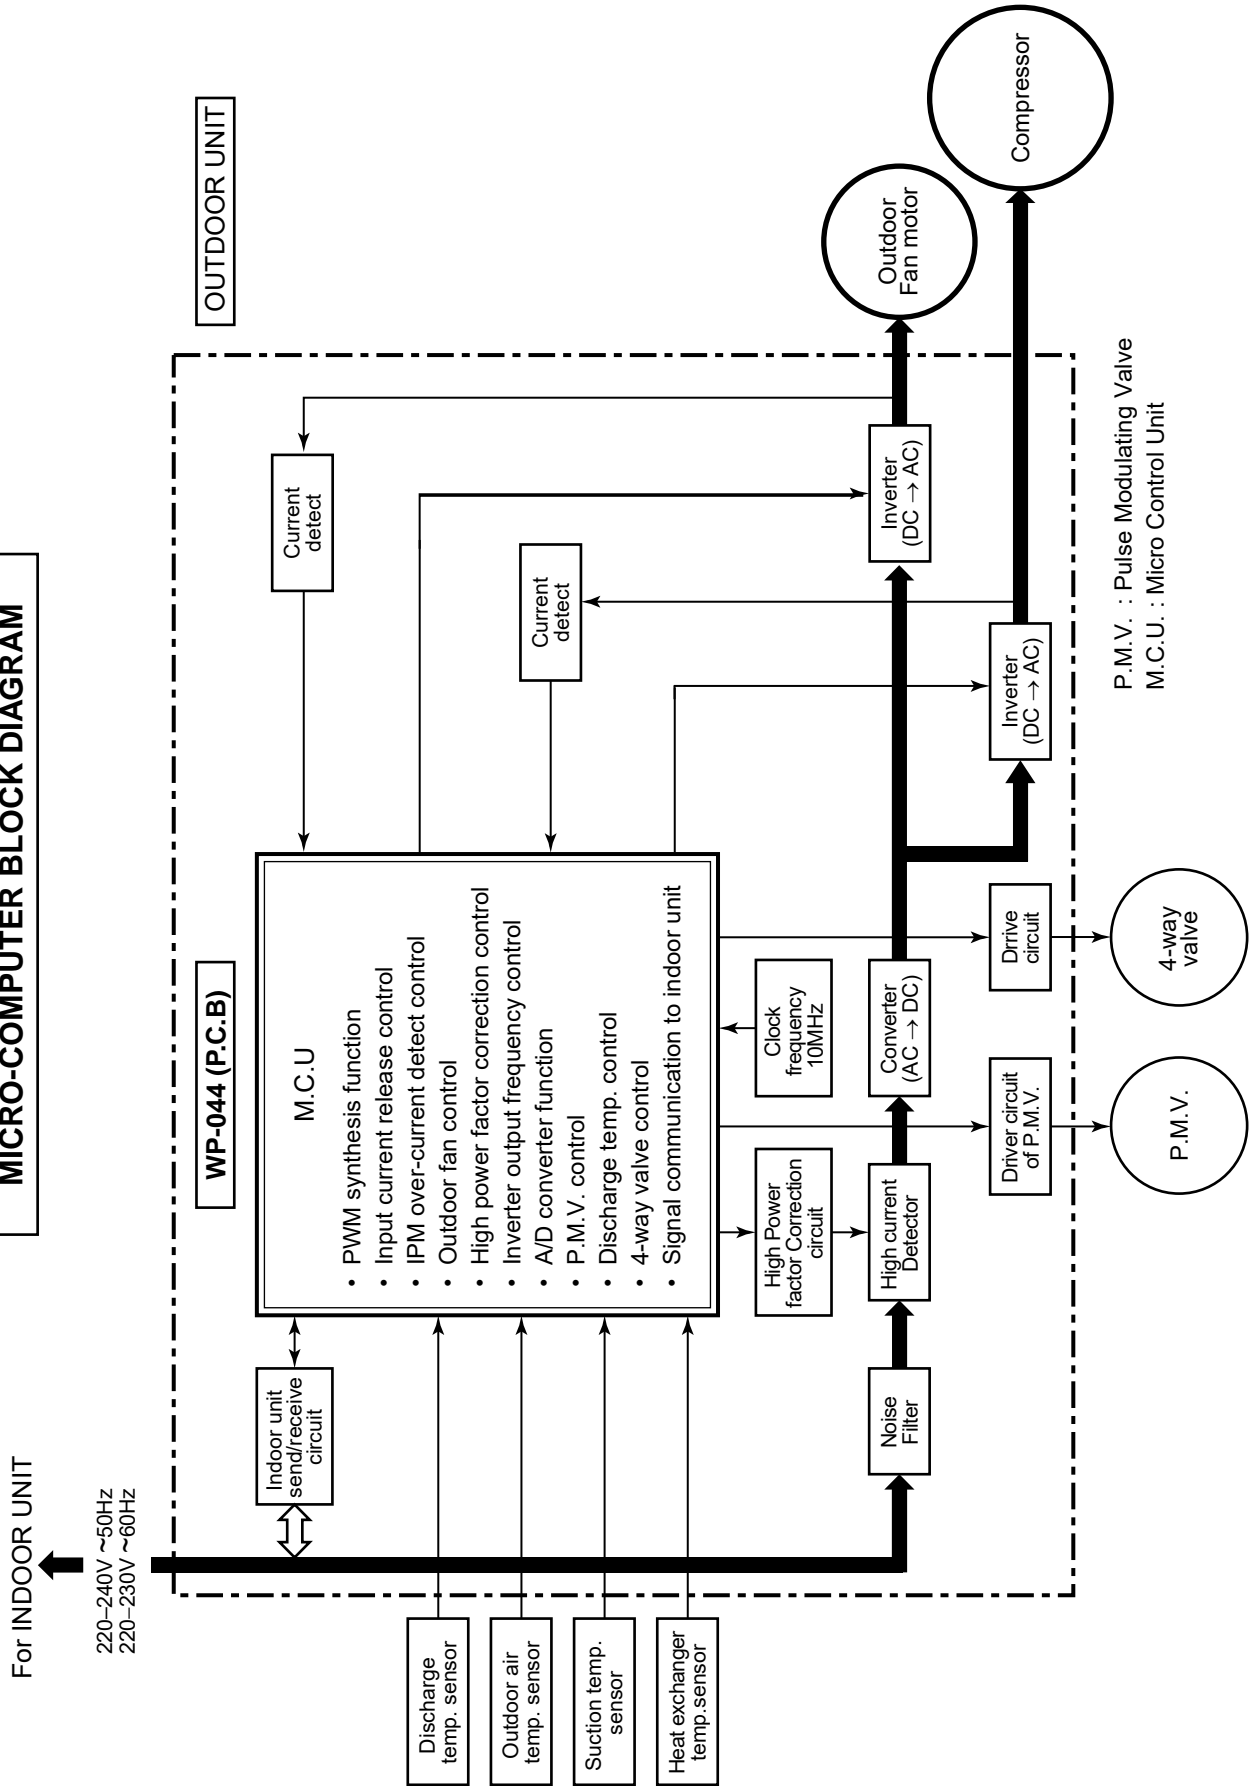 MICRO-COMPUTER BLOCK DIAGRAM
For INDOOR UNIT
220–240V ~50Hz
220–230V ~60Hz
WP-044 (P.C.B)
OUTDOOR UNIT
Indoor unit
send/receive
circuit
M.C.U
• PWM synthesis function
• Input current release control
• IPM over-current detect control
• Outdoor fan control
• High power factor correction control
• Inverter output frequency control
• A/D converter function
• P.M.V. control
• Discharge temp. control
• 4-way valve control
• Signal communication to indoor unit
Current
detect
Current
detect
Discharge
temp. sensor
Outdoor air
temp. sensor
Suction temp.
sensor
Heat exchanger
temp.sensor
High Power
factor Correction
circuit
Clock
frequency
10MHz
Noise
Filter
High current
Detector
Converter
(AC → DC)
Inverter
(DC → AC)
Outdoor
Fan motor
Driver circuit
of P.M.V.
Drrive
circuit
Inverter
(DC → AC)
Compressor
P.M.V.
4-way
valve
P.M.V. : Pulse Modulating Valve
M.C.U. : Micro Control Unit